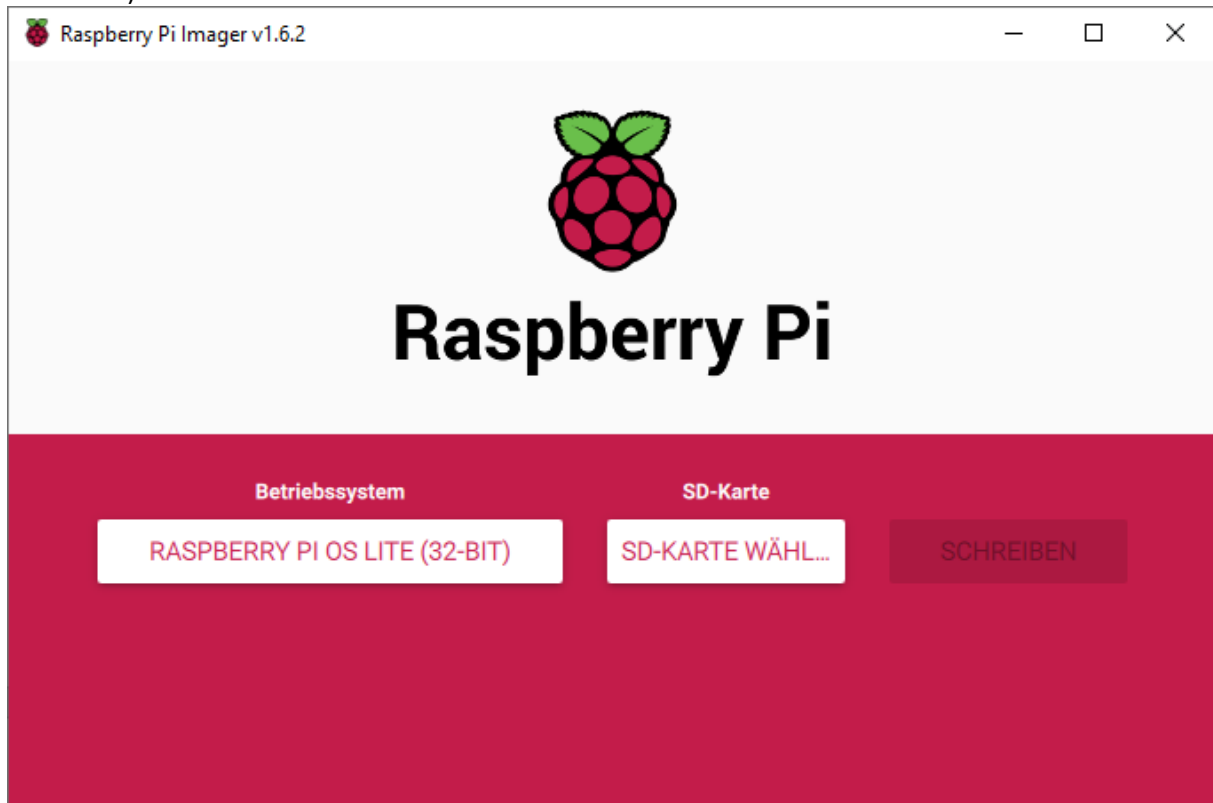 Raspberry Pi Imager v1.6.2
Raspberry Pi
Betriebssystem
SD-Karte
RASPBERRY PI OS LITE (32-BIT)
SD-KARTE WÄHL...
SCHREIBEN